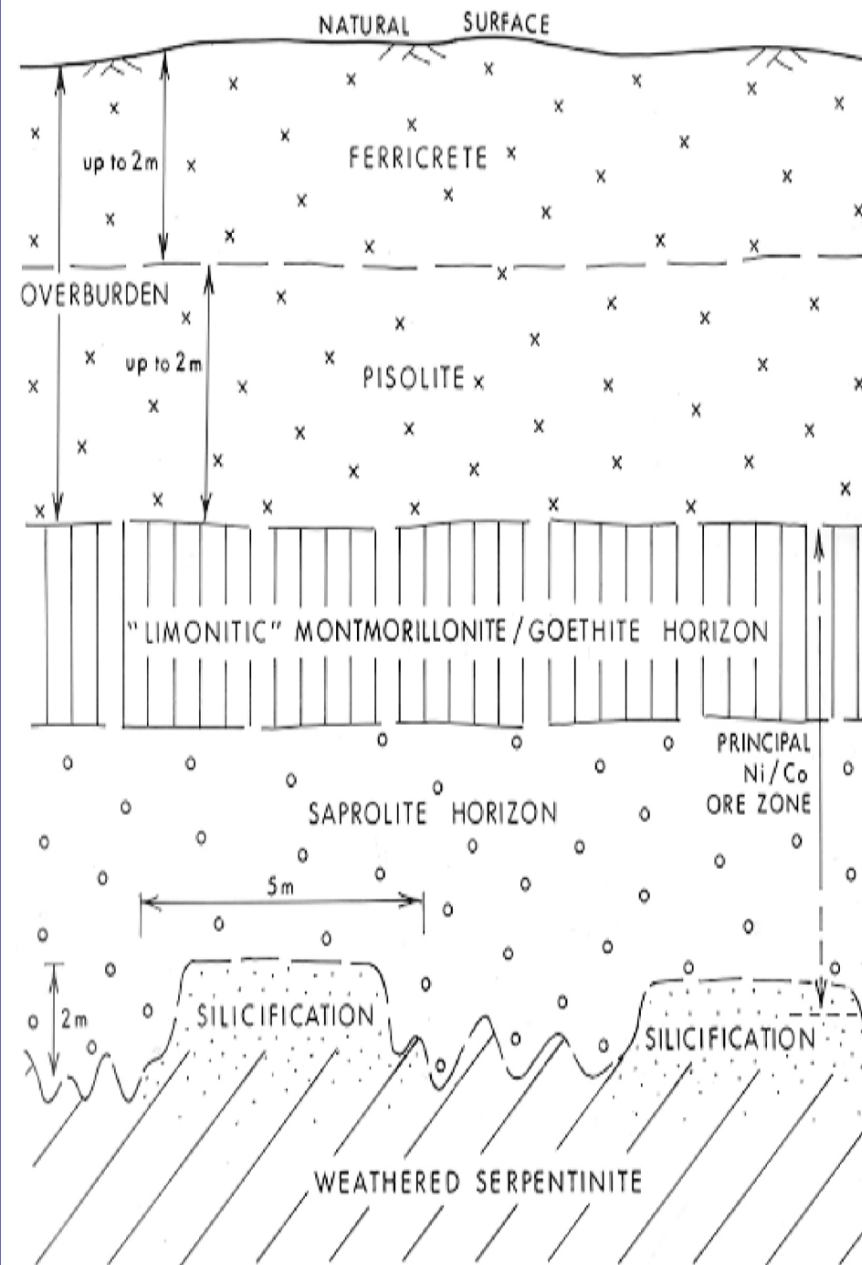 NATURAL SURFACE
up to 2m
FERRICRETE
OVERBURDEN
up to 2m
PISOLITE
"LIMONITIC" MONTMORILLONITE/GOETHITE HORIZON
PRINCIPAL
Ni/Co
ORE ZONE
SAPROLITE HORIZON
5m
2m
SILICIFICATION
SILICIFICATION
WEATHERED SERPENTINITE